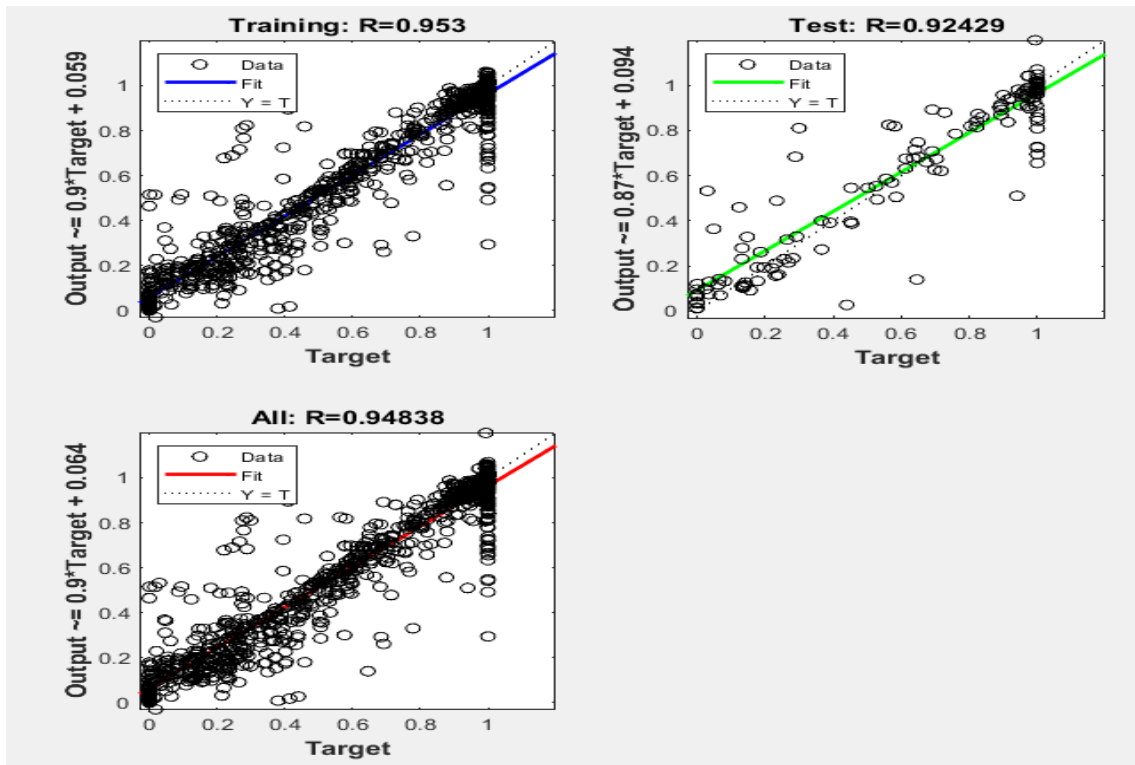 Training: R=0.953
Output ~= 0.9*Target + 0.059
Data
Fit
Y = T
1
0.8
0.6
0.4
0.2
0
0 0.2 0.4 0.6 0.8 1
Target
Test: R=0.92429
Output ~= 0.87*Target + 0.094
Data
Fit
Y = T
1
0.8
0.6
0.4
0.2
0
0 0.2 0.4 0.6 0.8 1
Target
All: R=0.94838
Output ~= 0.9*Target + 0.064
Data
Fit
Y = T
1
0.8
0.6
0.4
0.2
0
0 0.2 0.4 0.6 0.8 1
Target